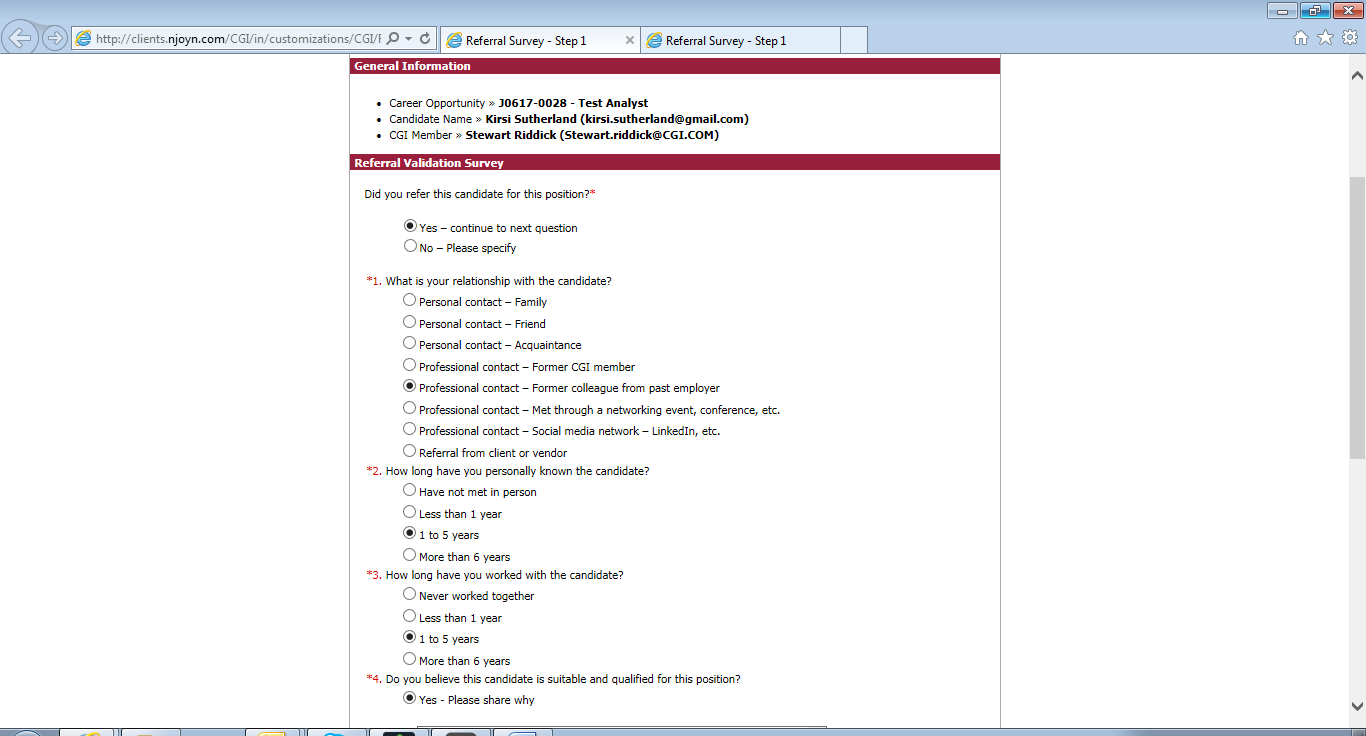 http://clients.njoyn.com/CGI/in/customizations/CGI/
Referral Survey - Step 1
Referral Survey - Step 1
General Information
• Career Opportunity » J0617-0028 - Test Analyst
• Candidate Name » Kirsi Sutherland (kirsi.sutherland@gmail.com)
• CGI Member » Stewart Riddick (Stewart.riddick@CGI.COM)
Referral Validation Survey
Did you refer this candidate for this position?*
Yes – continue to next question
No – Please specify
*1. What is your relationship with the candidate?
Personal contact – Family
Personal contact – Friend
Personal contact – Acquaintance
Professional contact – Former CGI member
Professional contact – Former colleague from past employer
Professional contact – Met through a networking event, conference, etc.
Professional contact – Social media network – LinkedIn, etc.
Referral from client or vendor
*2. How long have you personally known the candidate?
Have not met in person
Less than 1 year
1 to 5 years
More than 6 years
*3. How long have you worked with the candidate?
Never worked together
Less than 1 year
1 to 5 years
More than 6 years
*4. Do you believe this candidate is suitable and qualified for this position?
Yes - Please share why